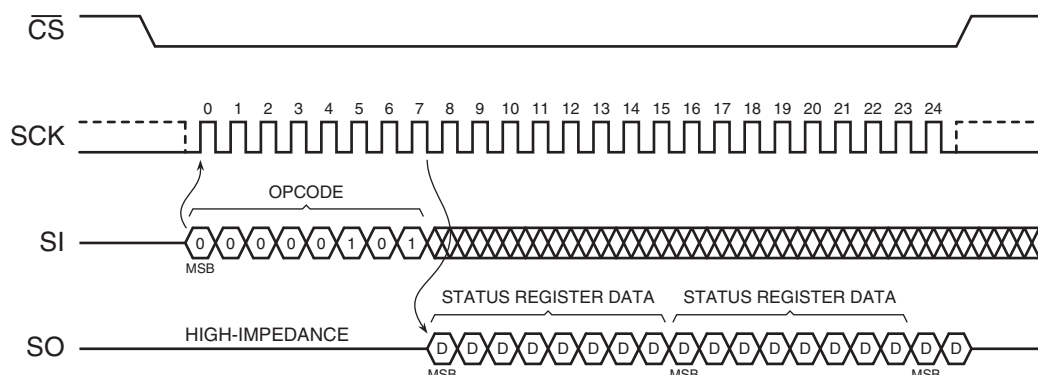 CS
0 1 2 3 4 5 6 7 8 9 10 11 12 13 14 15 16 17 18 19 20 21 22 23 24
SCK
OPCODE
SI 0 0 0 0 0 1 0 1
MSB
STATUS REGISTER DATA STATUS REGISTER DATA
HIGH-IMPEDANCE
SO D D D D D D D D D D D D D D D D D D
MSB MSB MSB